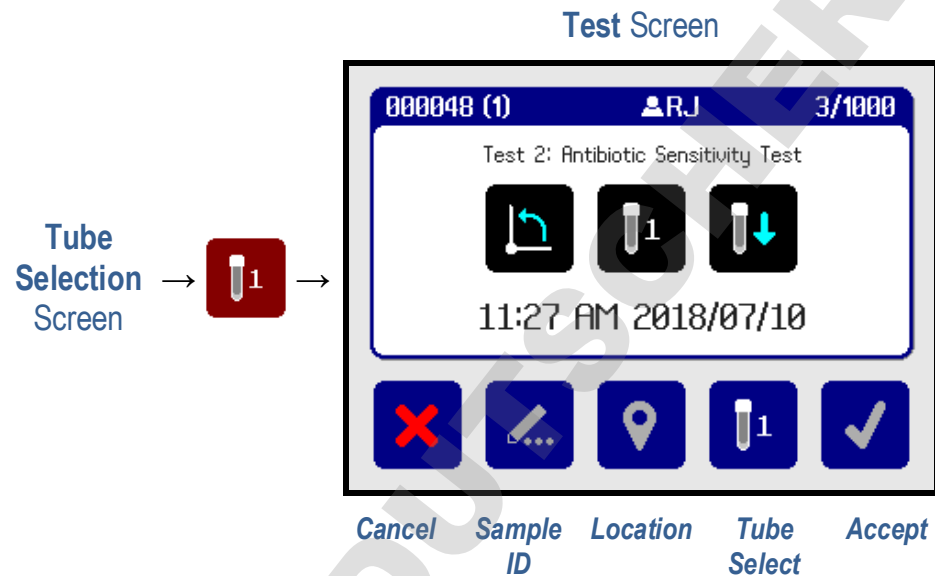 Test Screen
000048 (1) RJ 3/1000
Test 2: Antibiotic Sensitivity Test
1
11:27 AM 2018/07/10
Tube
Selection
Screen
→ 1 →
1
Cancel Sample ID Location Tube Select Accept
DUTSCHER